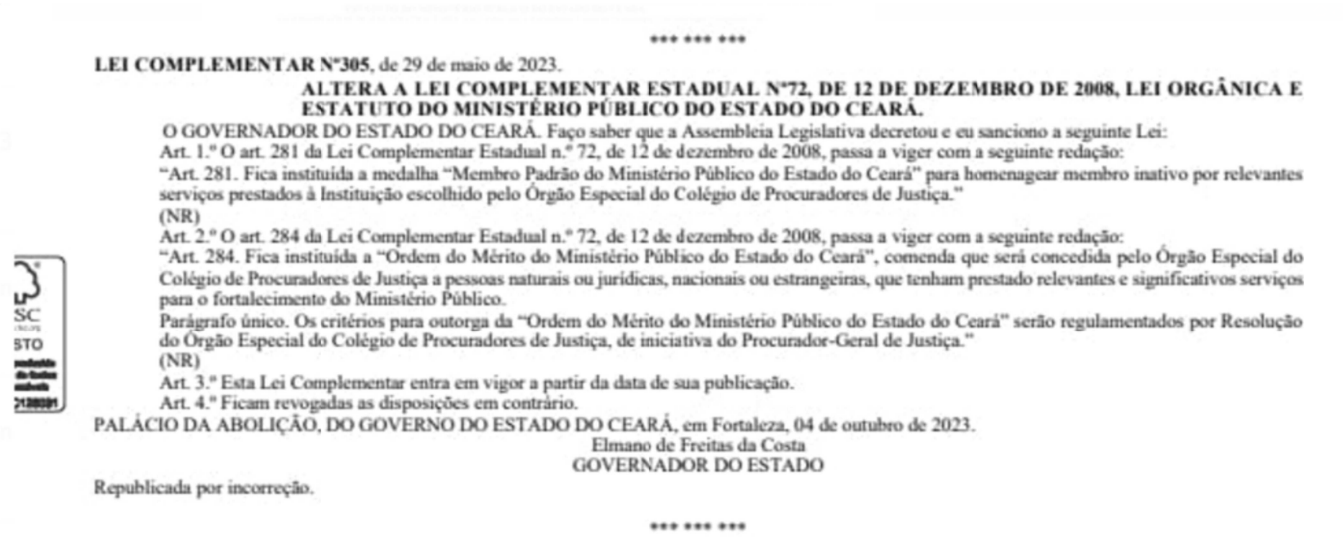 *** *** ***
LEI COMPLEMENTAR Nº305, de 29 de maio de 2023.
ALTERA A LEI COMPLEMENTAR ESTADUAL Nº72, DE 12 DE DEZEMBRO DE 2008, LEI ORGÂNICA E
ESTATUTO DO MINISTÉRIO PÚBLICO DO ESTADO DO CEARÁ.
O GOVERNADOR DO ESTADO DO CEARÁ. Faço saber que a Assembleia Legislativa decretou e eu sanciono a seguinte Lei:
Art. 1.º O art. 281 da Lei Complementar Estadual n.º 72, de 12 de dezembro de 2008, passa a viger com a seguinte redação:
“Art. 281. Fica instituída a medalha “Membro Padrão do Ministério Público do Estado do Ceará” para homenagear membro inativo por relevantes
serviços prestados à Instituição escolhido pelo Órgão Especial do Colégio de Procuradores de Justiça.”
(NR)
Art. 2.º O art. 284 da Lei Complementar Estadual n.º 72, de 12 de dezembro de 2008, passa a viger com a seguinte redação:
“Art. 284. Fica instituída a “Ordem do Mérito do Ministério Público do Estado do Ceará”, comenda que será concedida pelo Órgão Especial do
Colégio de Procuradores de Justiça a pessoas naturais ou jurídicas, nacionais ou estrangeiras, que tenham prestado relevantes e significativos serviços
para o fortalecimento do Ministério Público.
Parágrafo único. Os critérios para outorga da “Ordem do Mérito do Ministério Público do Estado do Ceará” serão regulamentados por Resolução
do Órgão Especial do Colégio de Procuradores de Justiça, de iniciativa do Procurador-Geral de Justiça.”
(NR)
Art. 3.º Esta Lei Complementar entra em vigor a partir da data de sua publicação.
Art. 4.º Ficam revogadas as disposições em contrário.
PALÁCIO DA ABOLIÇÃO, DO GOVERNO DO ESTADO DO CEARÁ, em Fortaleza, 04 de outubro de 2023.
Elmano de Freitas da Costa
GOVERNADOR DO ESTADO
Republicada por incorreção.
*** *** ***
SC
STO